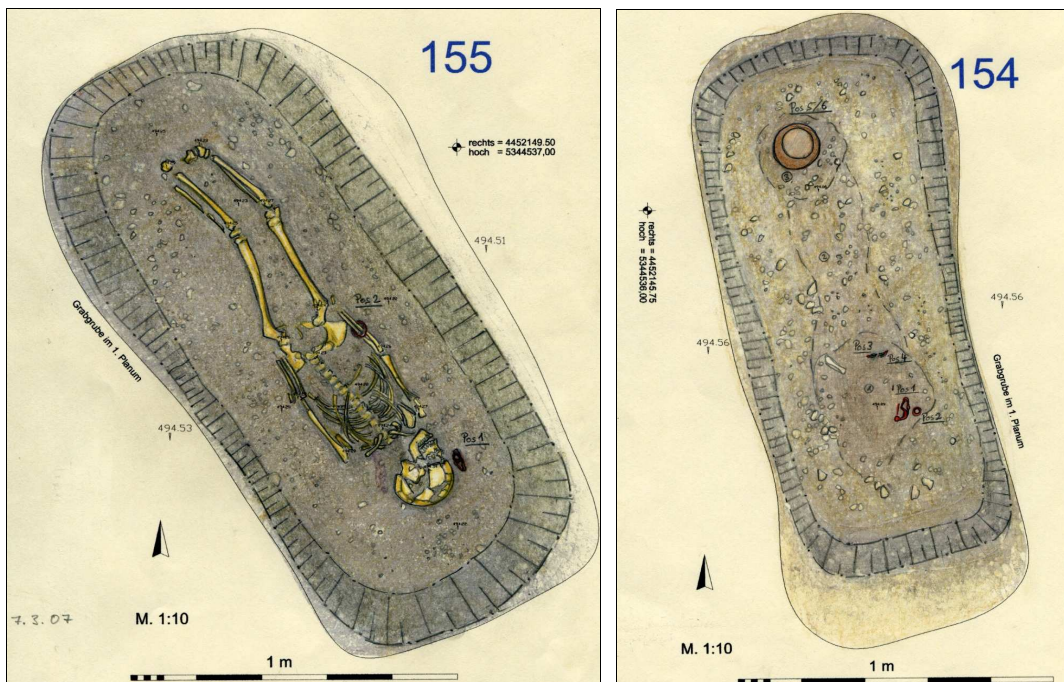 155
rechts = 4452149.50
hoch = 5344537,00
494.51
Pos 2
Grabgrube im 1. Planum
494.53
Pos 1
7.3.07
M. 1:10
1 m
154
Pos 5/6
rechts = 4452145.75
hoch = 5344536,00
494.56
494.56
Pos 3
Pos 4
Pos 1
Pos 2
Grabgrube im 1. Planum
M. 1:10
1 m